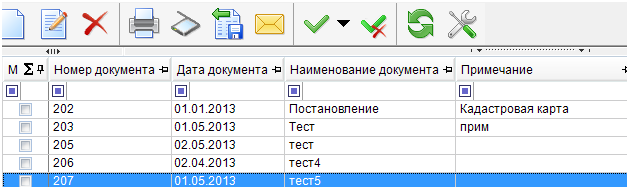 М Σ Номер документа Дата документа Наименование документа Примечание
202 01.01.2013 Постановление Кадастровая карта
203 01.05.2013 Тест прим
205 02.05.2013 тест
206 02.04.2013 тест4
207 01.05.2013 тест5